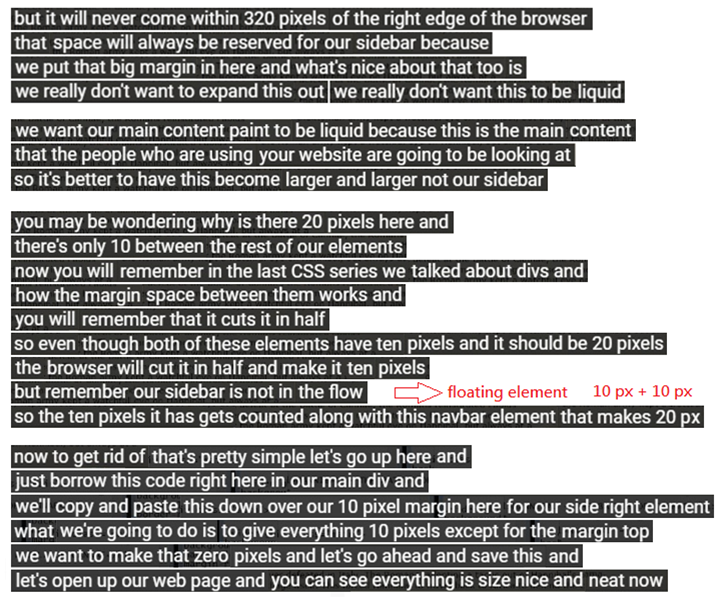 but it will never come within 320 pixels of the right edge of the browser
that space will always be reserved for our sidebar because
we put that big margin in here and what's nice about that too is
we really don't want to expand this out we really don't want this to be liquid
we want our main content paint to be liquid because this is the main content
that the people who are using your website are going to be looking at
so it's better to have this become larger and larger not our sidebar
you may be wondering why is there 20 pixels here and
there's only 10 between the rest of our elements
now you will remember in the last CSS series we talked about divs and
how the margin space between them works and
you will remember that it cuts it in half
so even though both of these elements have ten pixels and it should be 20 pixels
the browser will cut it in half and make it ten pixels
but remember our sidebar is not in the flow floating element 10 px + 10 px
so the ten pixels it has gets counted along with this navbar element that makes 20 px
now to get rid of that's pretty simple let's go up here and
just borrow this code right here in our main div and
we'll copy and paste this down over our 10 pixel margin here for our side right element
what we're going to do is to give everything 10 pixels except for the margin top
we want to make that zero pixels and let's go ahead and save this and
let's open up our web page and you can see everything is size nice and neat now